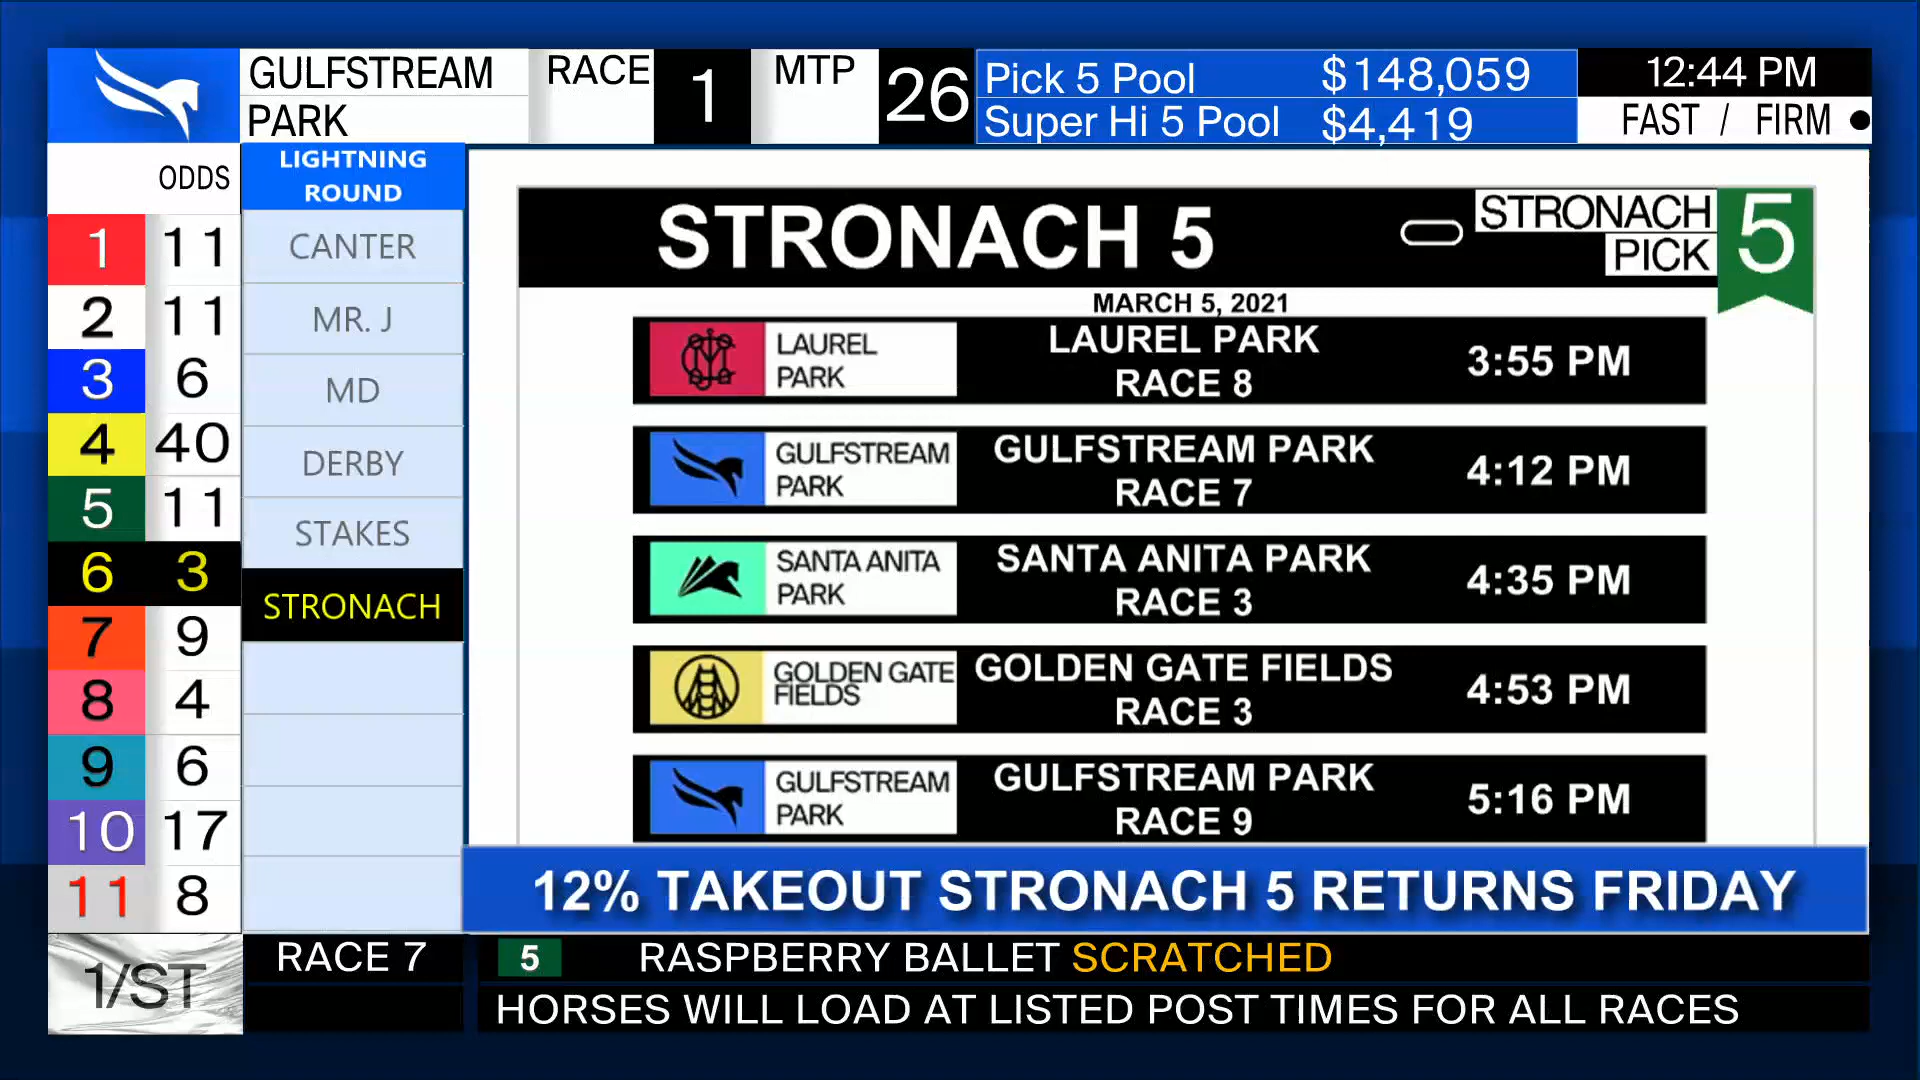 GULFSTREAM
PARK
RACE 1 MTP 26
Pick 5 Pool $148,059
Super Hi 5 Pool $4,419
12:44 PM
FAST / FIRM
ODDS
1 11
2 11
3 6
4 40
5 11
6 3
7 9
8 4
9 6
10 17
11 8
1/ST
LIGHTNING
ROUND
CANTER
MR. J
MD
DERBY
STAKES
STRONACH
STRONACH 5
STRONACH
PICK
5
MARCH 5, 2021
LAUREL
PARK
LAUREL PARK
RACE 8
3:55 PM
GULFSTREAM
PARK
GULFSTREAM PARK
RACE 7
4:12 PM
SANTA ANITA
PARK
SANTA ANITA PARK
RACE 3
4:35 PM
GOLDEN GATE
FIELDS
GOLDEN GATE FIELDS
RACE 3
4:53 PM
GULFSTREAM
PARK
GULFSTREAM PARK
RACE 9
5:16 PM
12% TAKEOUT STRONACH 5 RETURNS FRIDAY
RACE 7 5 RASPBERRY BALLET SCRATCHED
HORSES WILL LOAD AT LISTED POST TIMES FOR ALL RACES